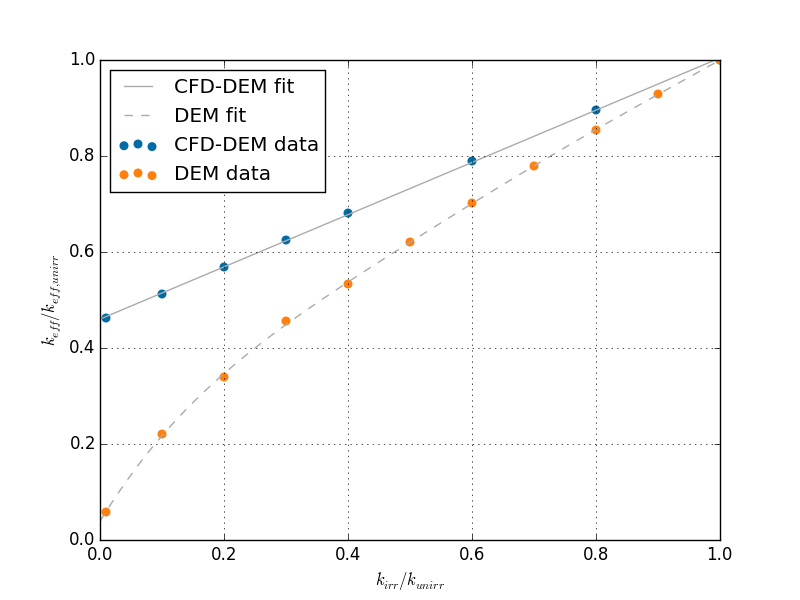 CFD-DEM fit
DEM fit
CFD-DEM data
DEM data
1.0
0.8
0.6
0.4
0.2
0.0
k_eff/k_eff,unirr
0.0 0.2 0.4 0.6 0.8 1.0
k_irr/k_unirr